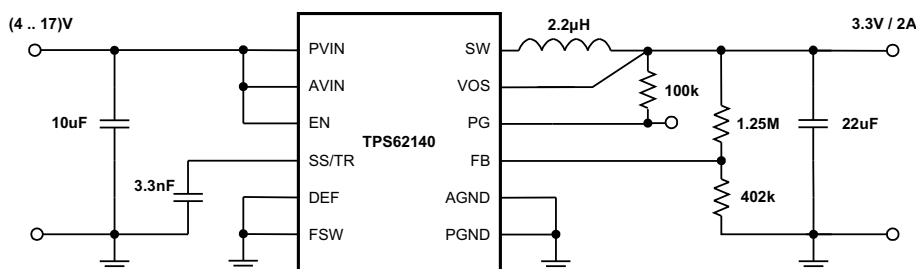 (4 .. 17)V
2.2µH
3.3V / 2A
PVIN
SW
AVIN
VOS
100k
10uF
EN
PG
1.25M
22uF
TPS62140
SS/TR
FB
3.3nF
DEF
AGND
402k
FSW
PGND